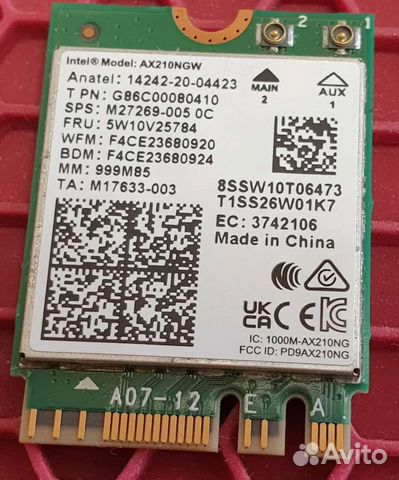 2 1
Intel® Model: AX210NGW
Anatel: 14242-20-04423
T PN: G86C00080410
SPS: M27269-005 0C
FRU: 5W10V25784
WFM: F4CE23680920
BDM: F4CE23680924
MM: 999M85
TA: M17633-003
MAIN AUX
2 1
8SSW10T06473
T1SS26W01K7
EC: 3742106
Made in China
UK CA CE
IC: 1000M-AX210NG
FCC ID: PD9AX210NG
A07-12 E A
Avito